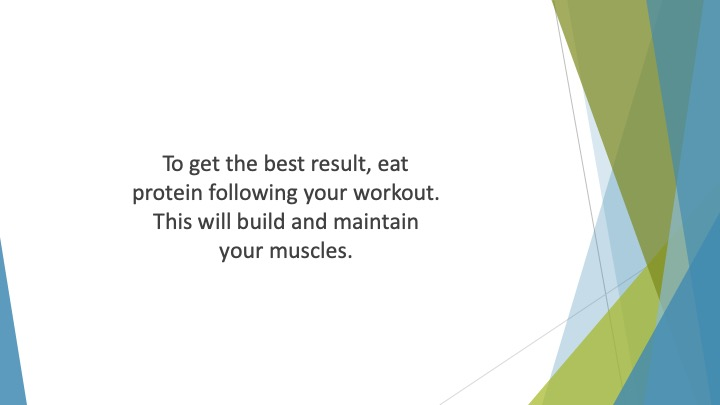 To get the best result, eat
protein following your workout.
This will build and maintain
your muscles.